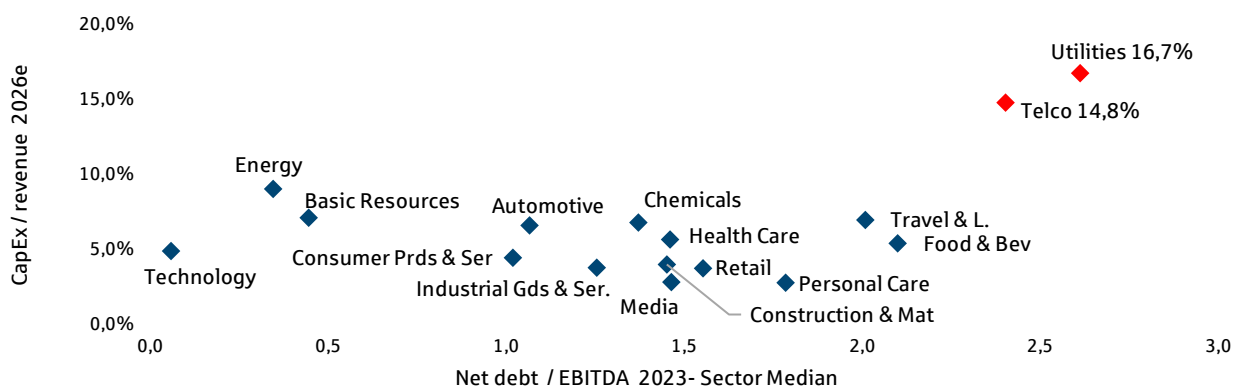 20,0%
Utilities 16,7%
15,0%
Telco 14,8%
CapEx / revenue 2026e
10,0%
Energy
Basic Resources
Automotive
Chemicals
Travel & L.
Health Care
Food & Bev
5,0%
Consumer Prds & Ser
Retail
Technology
Industrial Gds & Ser.
Personal Care
Media
Construction & Mat
0,0%
0,0 0,5 1,0 1,5 2,0 2,5 3,0
Net debt / EBITDA 2023- Sector Median